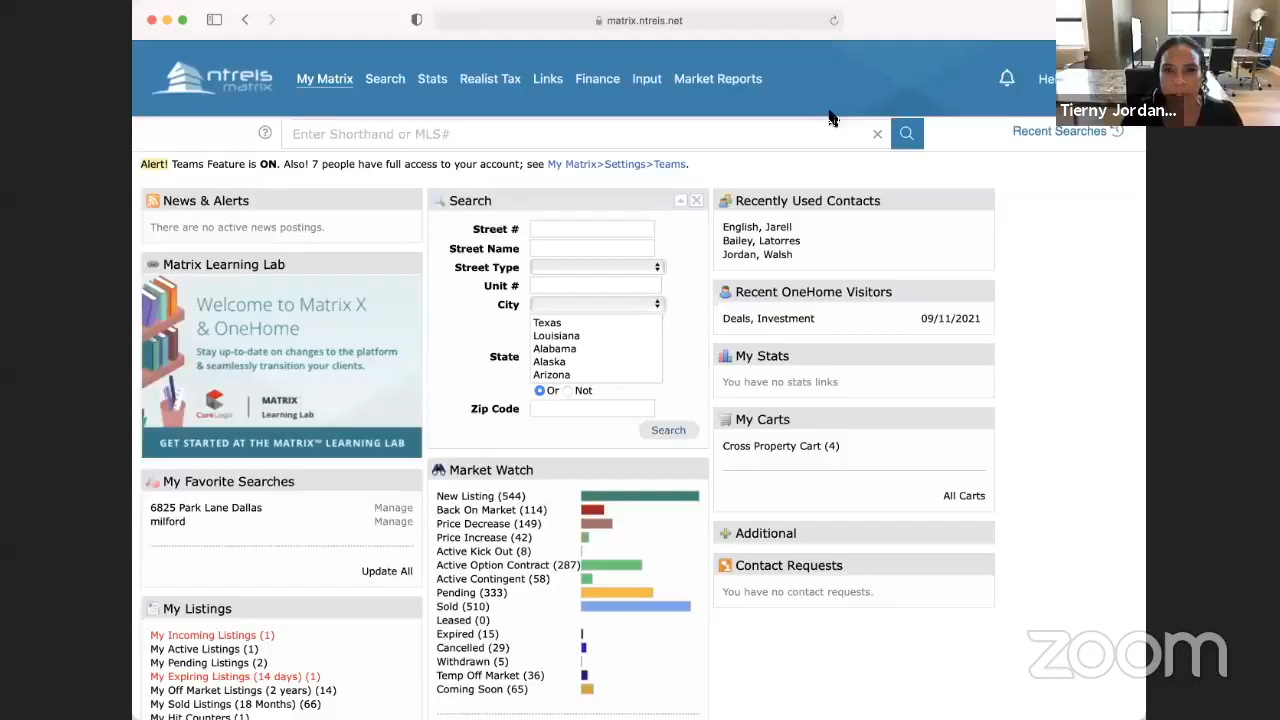 matrix.ntreis.net
ntreis matrix
My Matrix Search Stats Realist Tax Links Finance Input Market Reports He
Tierny Jordan...
Enter Shorthand or MLS#
Recent Searches
Alert! Teams Feature is ON. Also! 7 people have full access to your account; see My Matrix>Settings>Teams.
News & Alerts
There are no active news postings.
Matrix Learning Lab
Welcome to Matrix X
& OneHome
Stay up-to-date on changes to the platform
& seamlessly transition your clients.
CoreLogic
MATRIX
Learning Lab
GET STARTED AT THE MATRIX™ LEARNING LAB
My Favorite Searches
6825 Park Lane Dallas Manage
milford Manage
Update All
My Listings
My Incoming Listings (1)
My Active Listings (1)
My Pending Listings (2)
My Expiring Listings (14 days) (1)
My Off Market Listings (2 years) (14)
My Sold Listings (18 Months) (66)
My Hit Counters (1)
Search
Street #
Street Name
Street Type
Unit #
City
State
Texas
Louisiana
Alabama
Alaska
Arizona
Or Not
Zip Code
Search
Market Watch
New Listing (544)
Back On Market (114)
Price Decrease (149)
Price Increase (42)
Active Kick Out (8)
Active Option Contract (287)
Active Contingent (58)
Pending (333)
Sold (510)
Leased (0)
Expired (15)
Cancelled (29)
Withdrawn (5)
Temp Off Market (36)
Coming Soon (65)
Recently Used Contacts
English, Jarell
Bailey, Latorres
Jordan, Walsh
Recent OneHome Visitors
Deals, Investment 09/11/2021
My Stats
You have no stats links
My Carts
Cross Property Cart (4)
All Carts
Additional
Contact Requests
You have no contact requests.
zoom